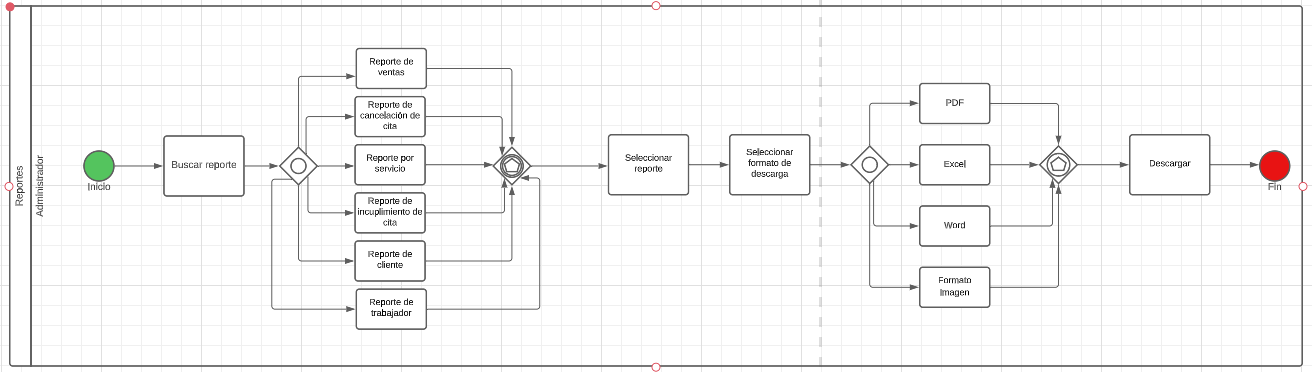 Reportes
Administrador
Inicio
Buscar reporte
Reporte de
ventas
Reporte de
cancelación de
cita
Reporte por
servicio
Reporte de
incuplimiento de
cita
Reporte de
cliente
Reporte de
trabajador
Seleccionar
reporte
Seleccionar
formato de
descarga
PDF
Excel
Word
Formato
Imagen
Descargar
Fin